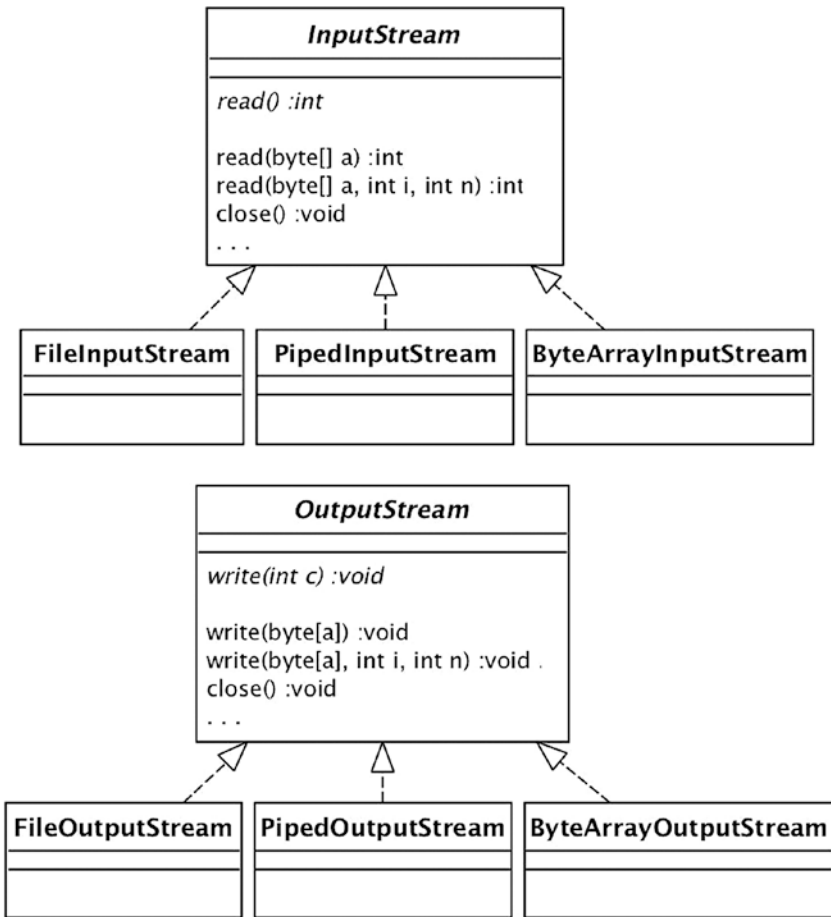 InputStream
read() :int
read(byte[] a) :int
read(byte[] a, int i, int n) :int
close() :void
. . .
FileInputStream PipedInputStream ByteArrayInputStream
OutputStream
write(int c) :void
write(byte[a]) :void
write(byte[a], int i, int n) :void .
close() :void
. . .
FileOutputStream PipedOutputStream ByteArrayOutputStream